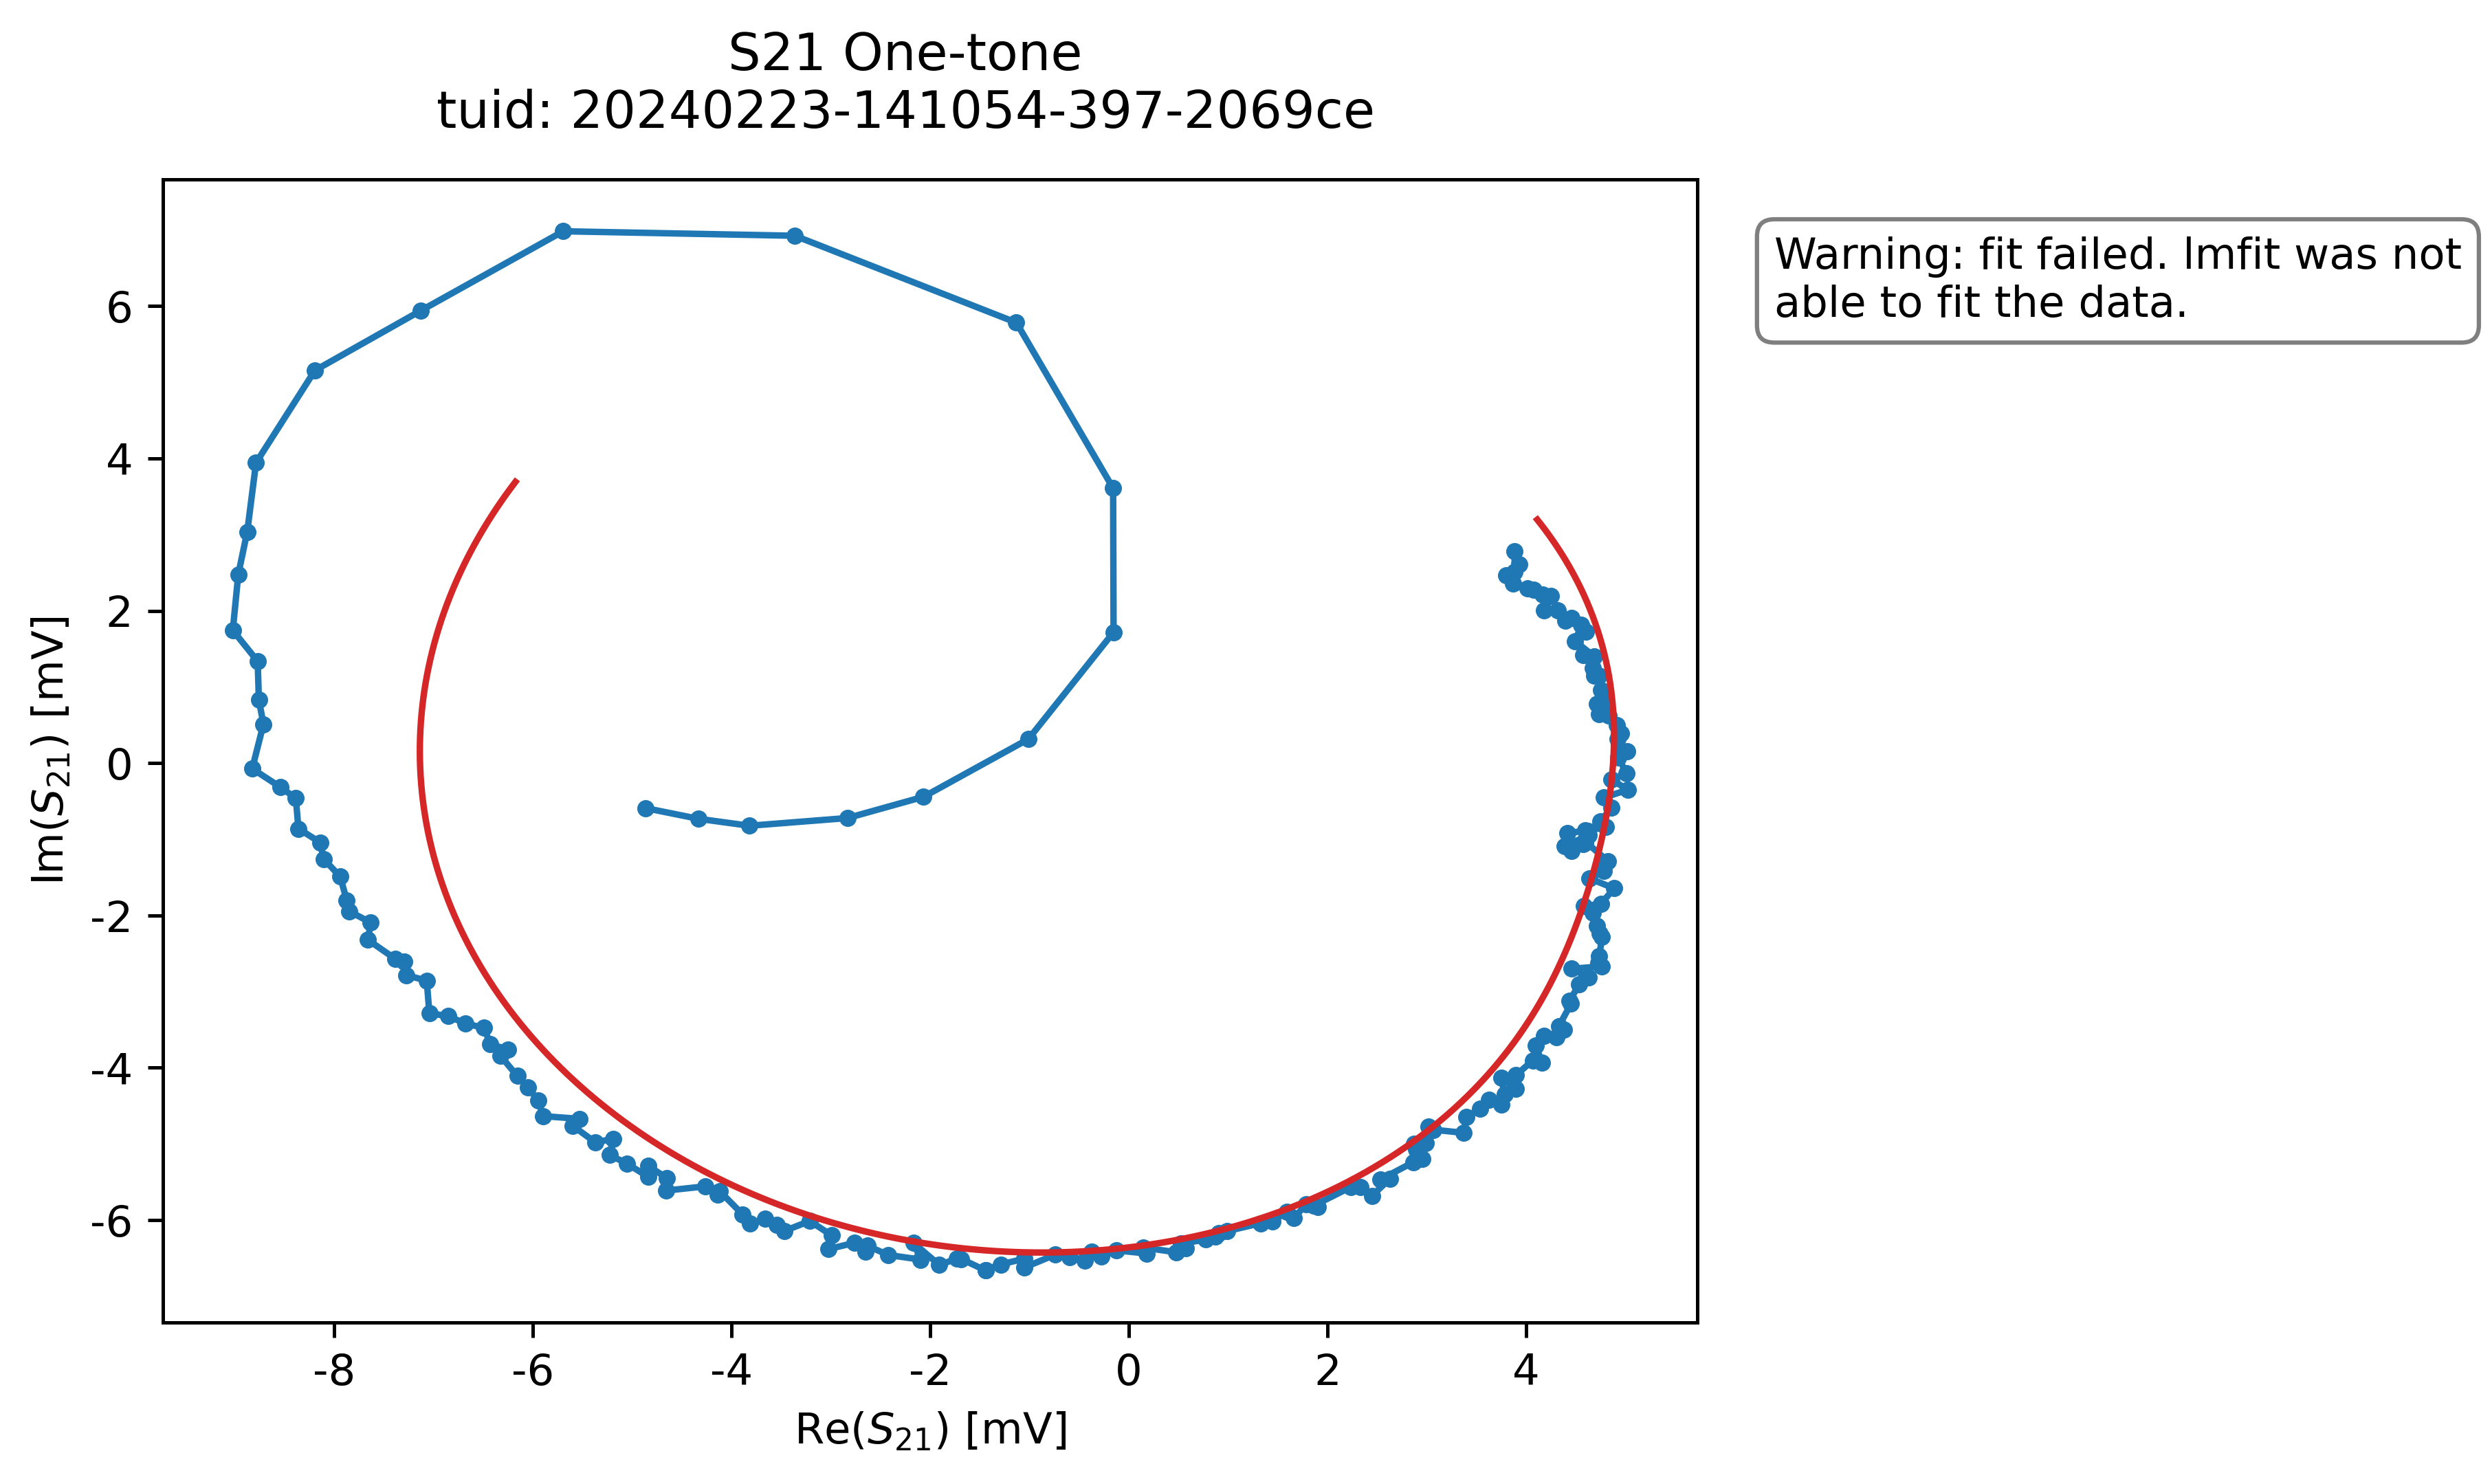 S21 One-tone
tuid: 20240223-141054-397-2069ce
Warning: fit failed. lmfit was not
able to fit the data.
Im(S21) [mV]
6
4
2
0
-2
-4
-6
-8 -6 -4 -2 0 2 4
Re(S21) [mV]